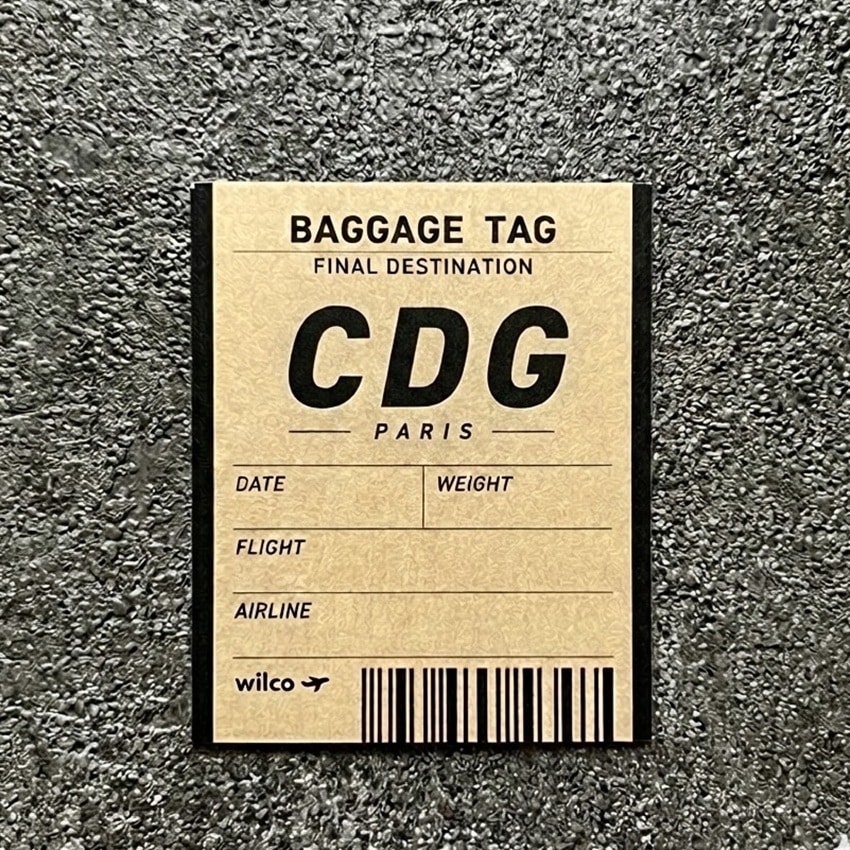 BAGGAGE TAG
FINAL DESTINATION
CDG
PARIS
DATE WEIGHT
FLIGHT
AIRLINE
wilco